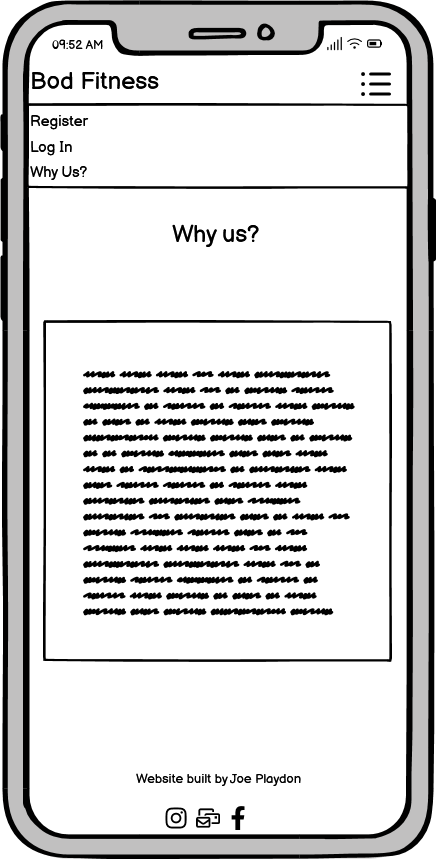 09:52 AM
Bod Fitness
Register
Log In
Why Us?
Why us?
Website built by Joe Playdon